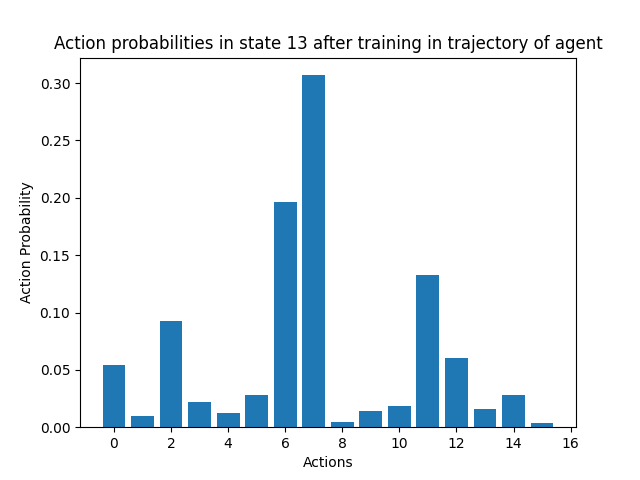 Action probabilities in state 13 after training in trajectory of agent
0.30
0.25
0.20
0.15
0.10
0.05
0.00
Action Probability
0 2 4 6 8 10 12 14 16
Actions